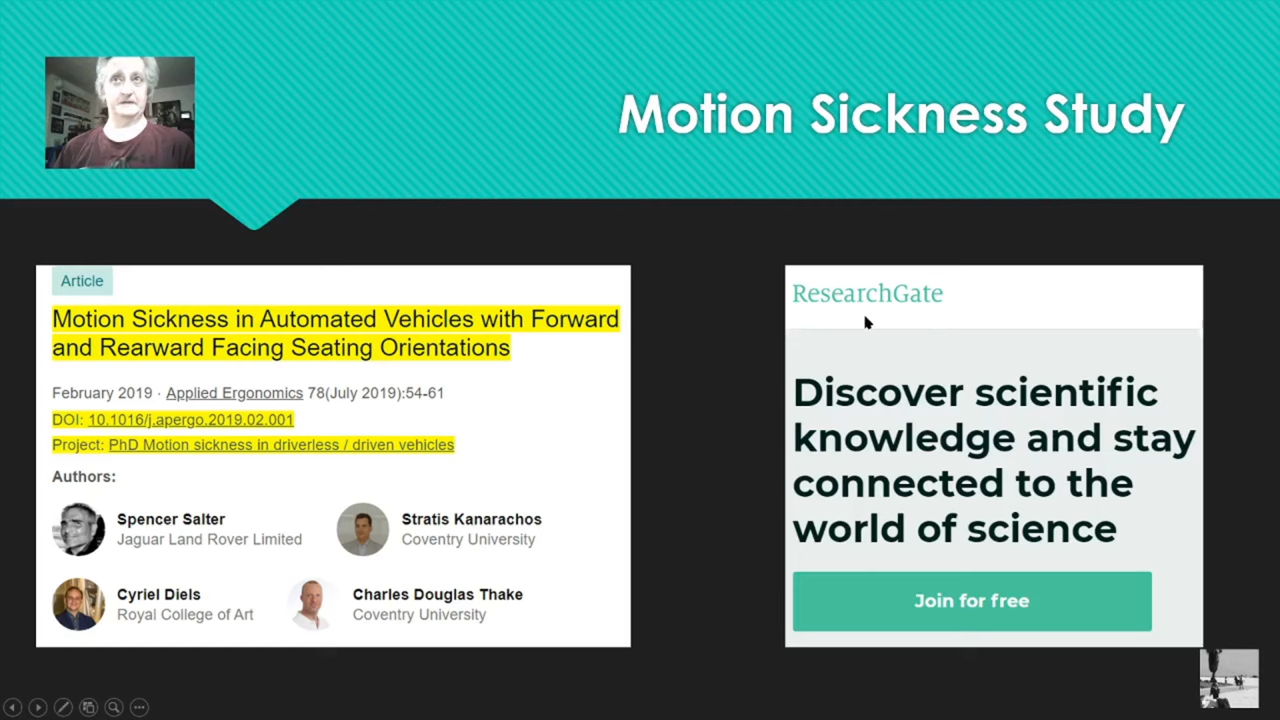 Motion Sickness Study
Article
Motion Sickness in Automated Vehicles with Forward
and Rearward Facing Seating Orientations
February 2019 · Applied Ergonomics 78(July 2019):54-61
DOI: 10.1016/j.apergo.2019.02.001
Project: PhD Motion sickness in driverless / driven vehicles
Authors:
Spencer Salter
Jaguar Land Rover Limited
Stratis Kanarachos
Coventry University
Cyriel Diels
Royal College of Art
Charles Douglas Thake
Coventry University
ResearchGate
Discover scientific
knowledge and stay
connected to the
world of science
Join for free